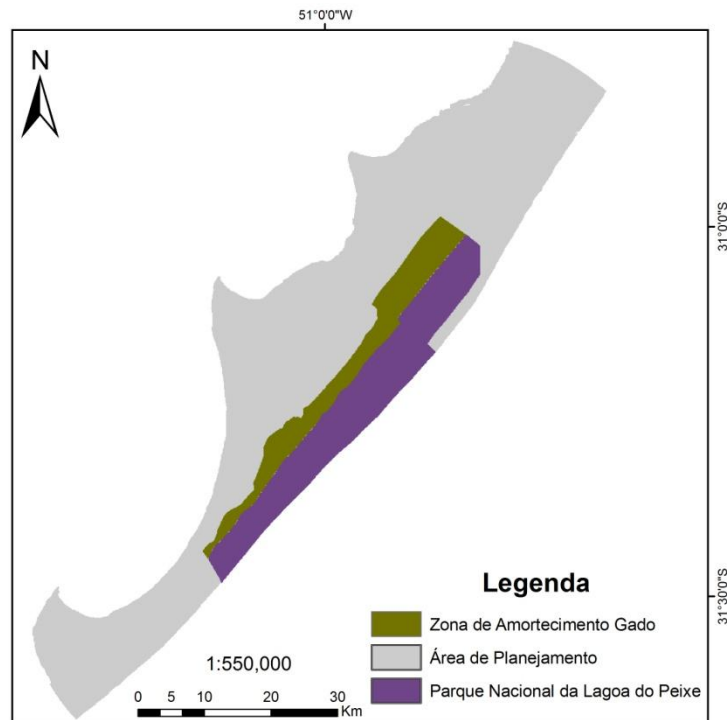 51°0'0"W
N
31°0'0"S
31°30'0"S
Legenda
Zona de Amortecimento Gado
Área de Planejamento
Parque Nacional da Lagoa do Peixe
1:550,000
0 5 10 20 30
Km